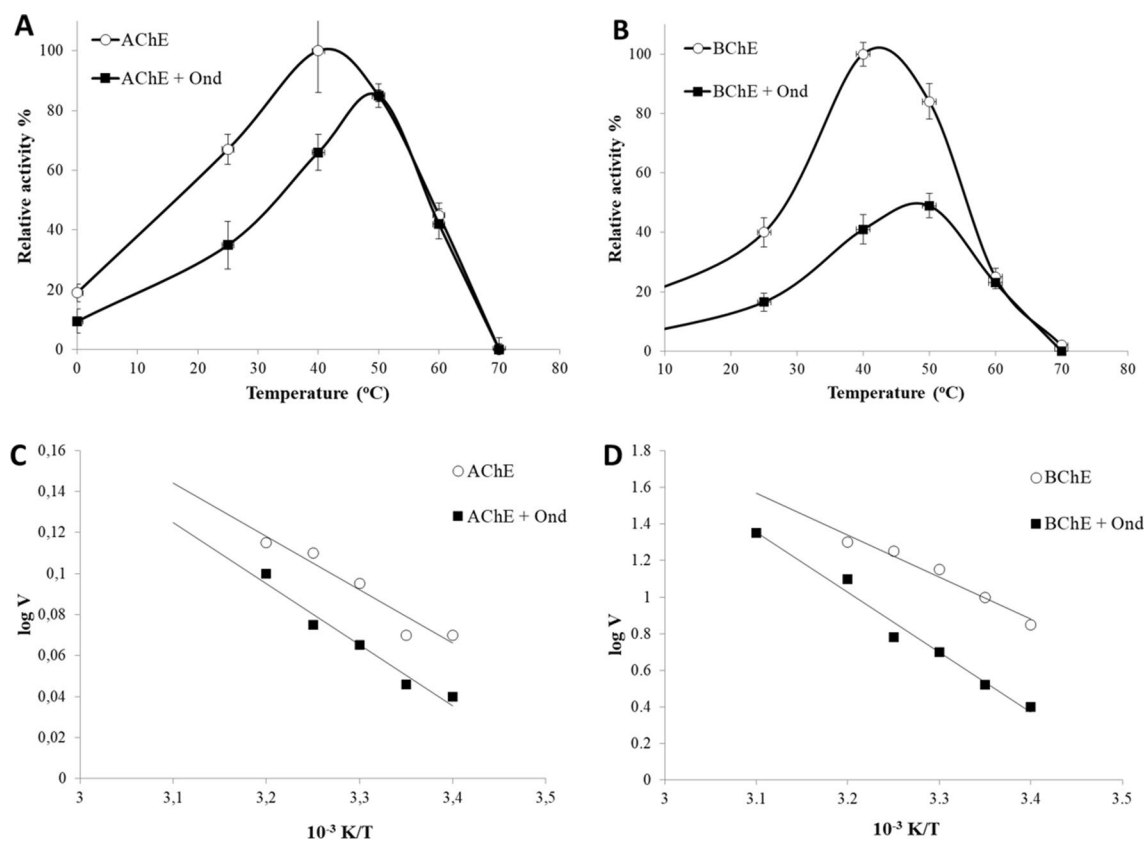 A
AChE
AChE + Ond
Relative activity %
100
80
60
40
20
0
0 10 20 30 40 50 60 70 80
Temperature (ºC)
B
BChE
BChE + Ond
Relative activity %
100
80
60
40
20
0
10 20 30 40 50 60 70 80
Temperature (ºC)
C
AChE
AChE + Ond
log V
0,16
0,14
0,12
0,1
0,08
0,06
0,04
0,02
0
3 3,1 3,2 3,3 3,4 3,5
10⁻³ K/T
D
BChE
BChE + Ond
log V
1.8
1.6
1.4
1.2
1
0.8
0.6
0.4
0.2
0
3 3.1 3.2 3.3 3.4 3.5
10⁻³ K/T